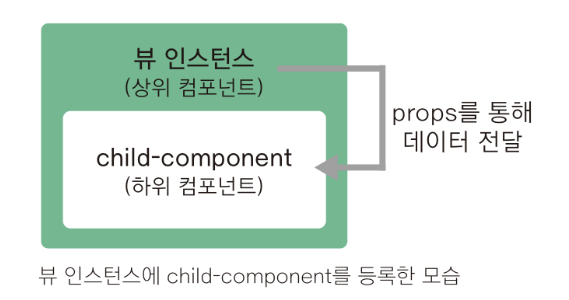 뷰 인스턴스
(상위 컴포넌트)
props를 통해
데이터 전달
child-component
(하위 컴포넌트)
뷰 인스턴스에 child-component를 등록한 모습